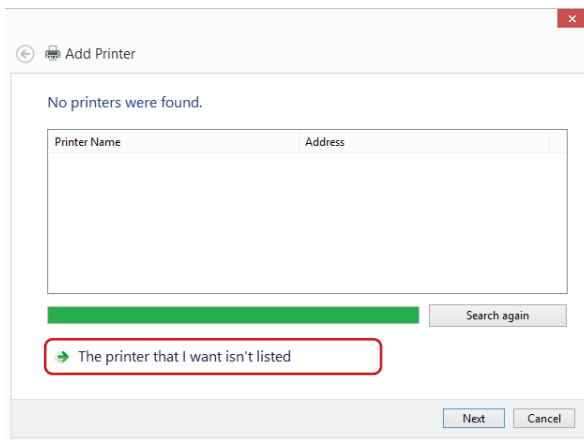 Add Printer
No printers were found.
Printer Name Address
Search again
The printer that I want isn't listed
Next Cancel